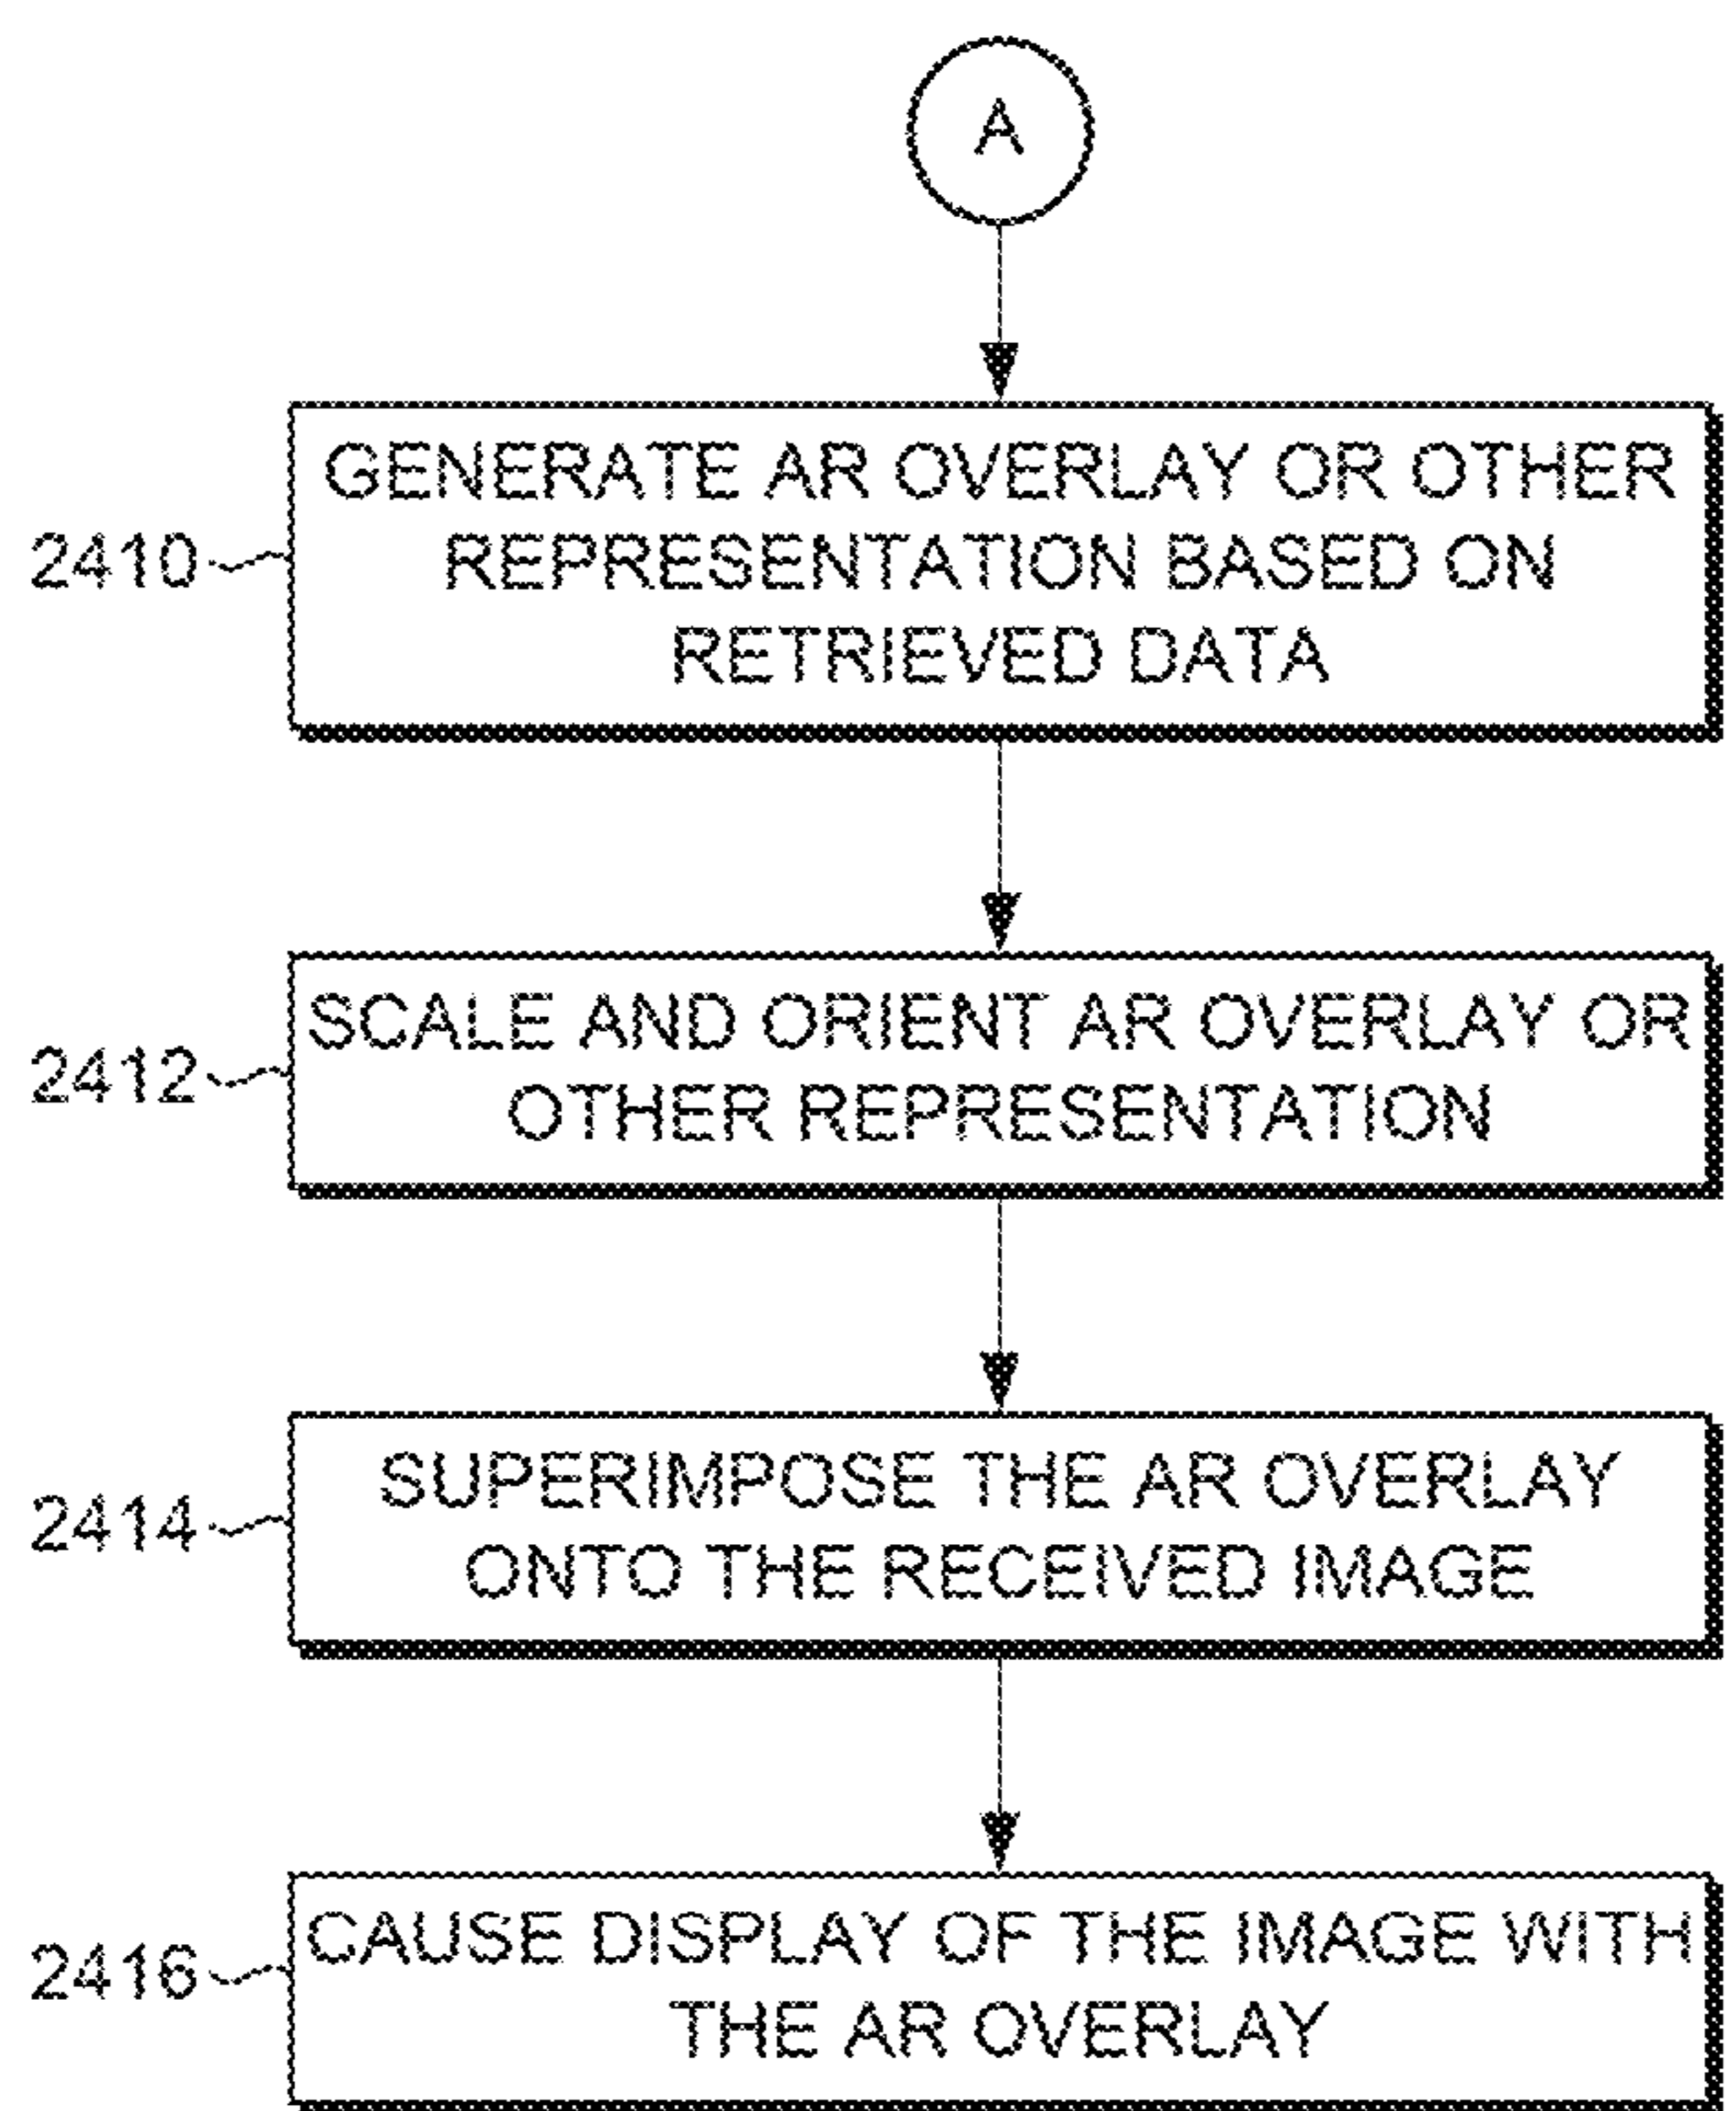 A
GENERATE AR OVERLAY OR OTHER
2410
REPRESENTATION BASED ON
RETRIEVED DATA
SCALE AND ORIENT AR OVERLAY OR
2412
OTHER REPRESENTATION
SUPERIMPOSE THE AR OVERLAY
2414
ONTO THE RECEIVED IMAGE
CAUSE DISPLAY OF THE IMAGE WITH
2416
THE AR OVERLAY